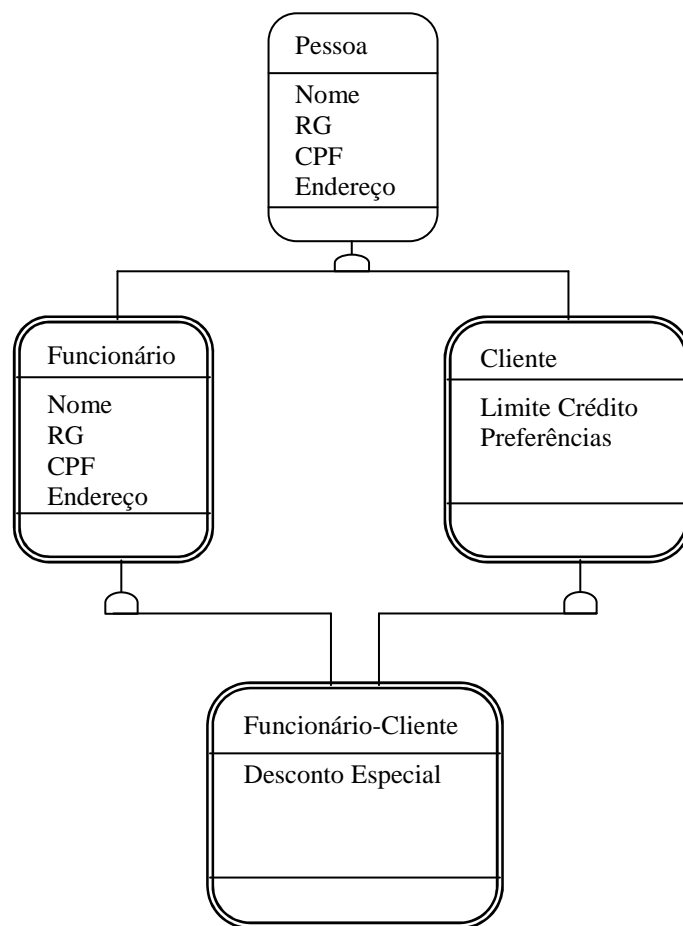 Pessoa
Nome
RG
CPF
Endereço
Funcionário
Nome
RG
CPF
Endereço
Cliente
Limite Crédito
Preferências
Funcionário-Cliente
Desconto Especial